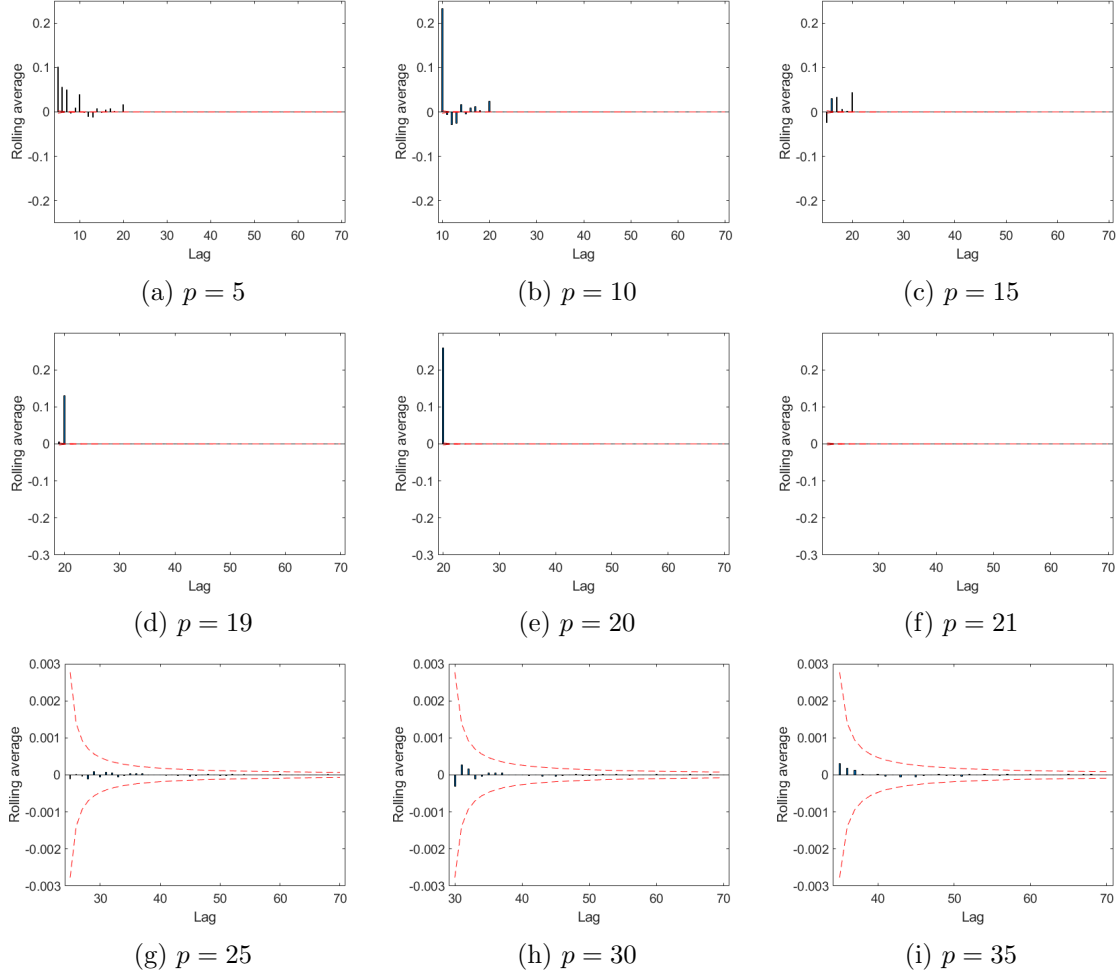 Rolling average
0.2
0.1
0
-0.1
-0.2
10 20 30 40 50 60 70
Lag
(a) p = 5
Rolling average
0.2
0.1
0
-0.1
-0.2
10 20 30 40 50 60 70
Lag
(b) p = 10
Rolling average
0.2
0.1
0
-0.1
-0.2
20 30 40 50 60 70
Lag
(c) p = 15
Rolling average
0.2
0.1
0
-0.1
-0.2
-0.3
20 30 40 50 60 70
Lag
(d) p = 19
Rolling average
0.2
0.1
0
-0.1
-0.2
-0.3
20 30 40 50 60 70
Lag
(e) p = 20
Rolling average
0.2
0.1
0
-0.1
-0.2
-0.3
30 40 50 60 70
Lag
(f) p = 21
Rolling average
0.003
0.002
0.001
0
-0.001
-0.002
-0.003
30 40 50 60 70
Lag
(g) p = 25
Rolling average
0.003
0.002
0.001
0
-0.001
-0.002
-0.003
30 40 50 60 70
Lag
(h) p = 30
Rolling average
0.003
0.002
0.001
0
-0.001
-0.002
-0.003
40 50 60 70
Lag
(i) p = 35